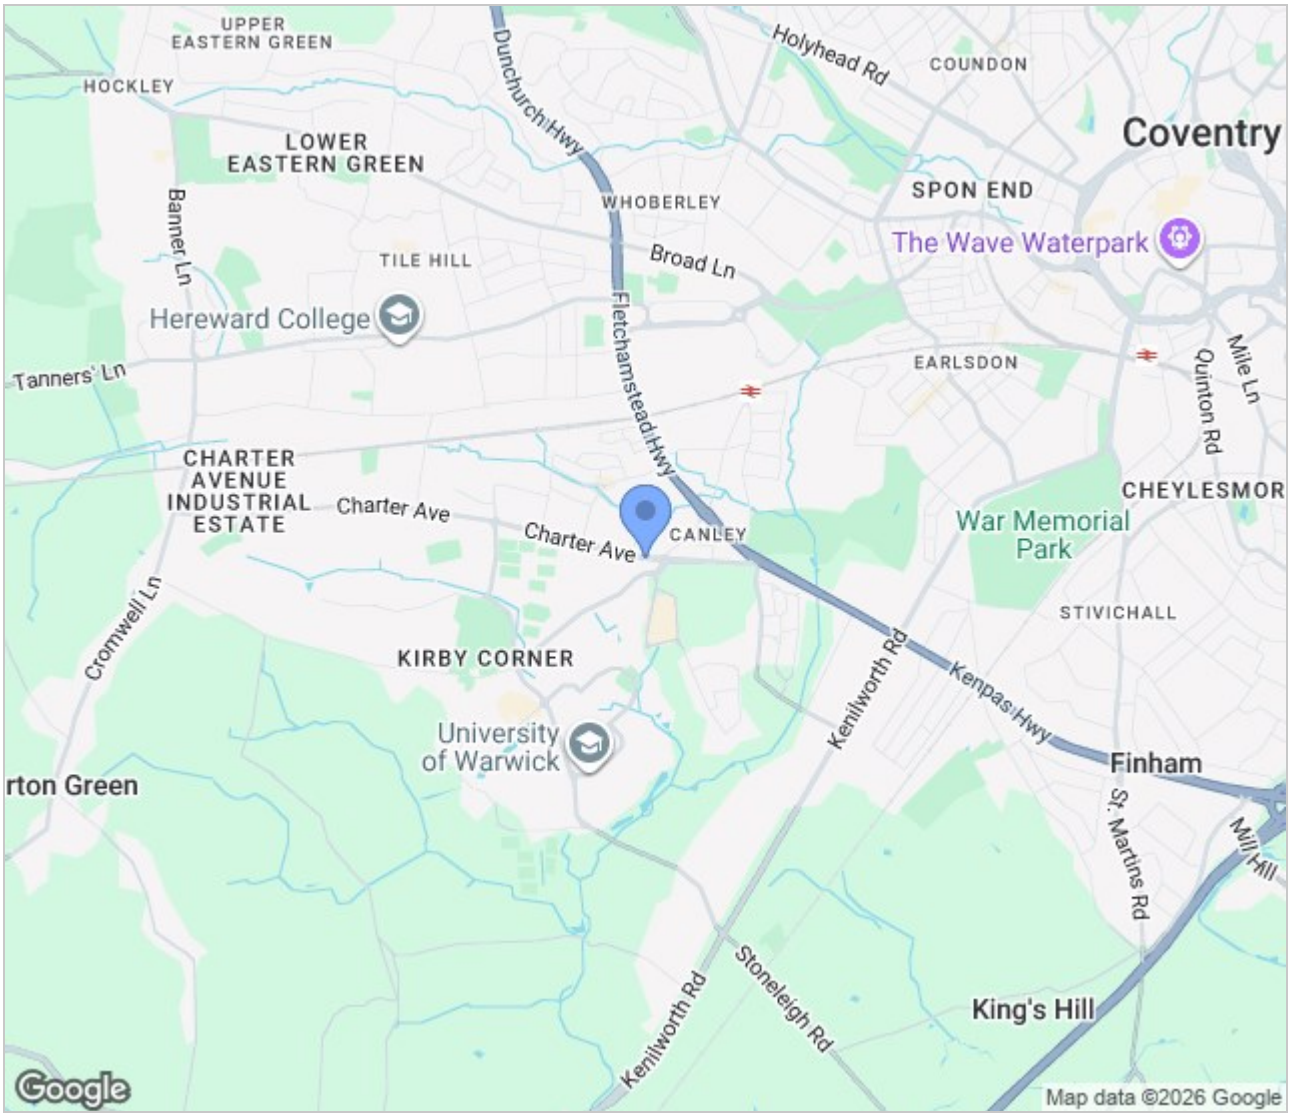 UPPER
EASTERN GREEN
Dunchurch Hwy
Holyhead Rd
COUNDON
HOCKLEY
LOWER
EASTERN GREEN
Coventry
Banner Ln
WHOBERLEY
SPON END
The Wave Waterpark
TILE HILL
Broad Ln
Hereward College
Fletchamstead Hwy
Tanners' Ln
EARLSDON
Quinton Rd
Mile Ln
CHARTER
AVENUE
INDUSTRIAL
ESTATE
Charter Ave
Charter Ave
CANLEY
CHEYLESMOR
War Memorial
Park
Cromwell Ln
STIVICHALL
KIRBY CORNER
Kenilworth Rd
Kenpas Hwy
University
of Warwick
Finham
rton Green
St. Martins Rd
Mill Hill
Stoneleigh Rd
Kenilworth Rd
King's Hill
Google
Map data ©2026 Google